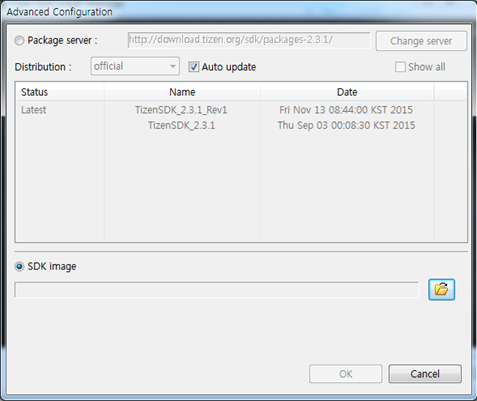 Advanced Configuration
Package server : http://download.tizen.org/sdk/packages-2.3.1/ Change server
Distribution : official Auto update Show all
Status Name Date
Latest TizenSDK_2.3.1_Rev1 Fri Nov 13 08:44:00 KST 2015
TizenSDK_2.3.1 Thu Sep 03 00:08:30 KST 2015
SDK image
OK Cancel